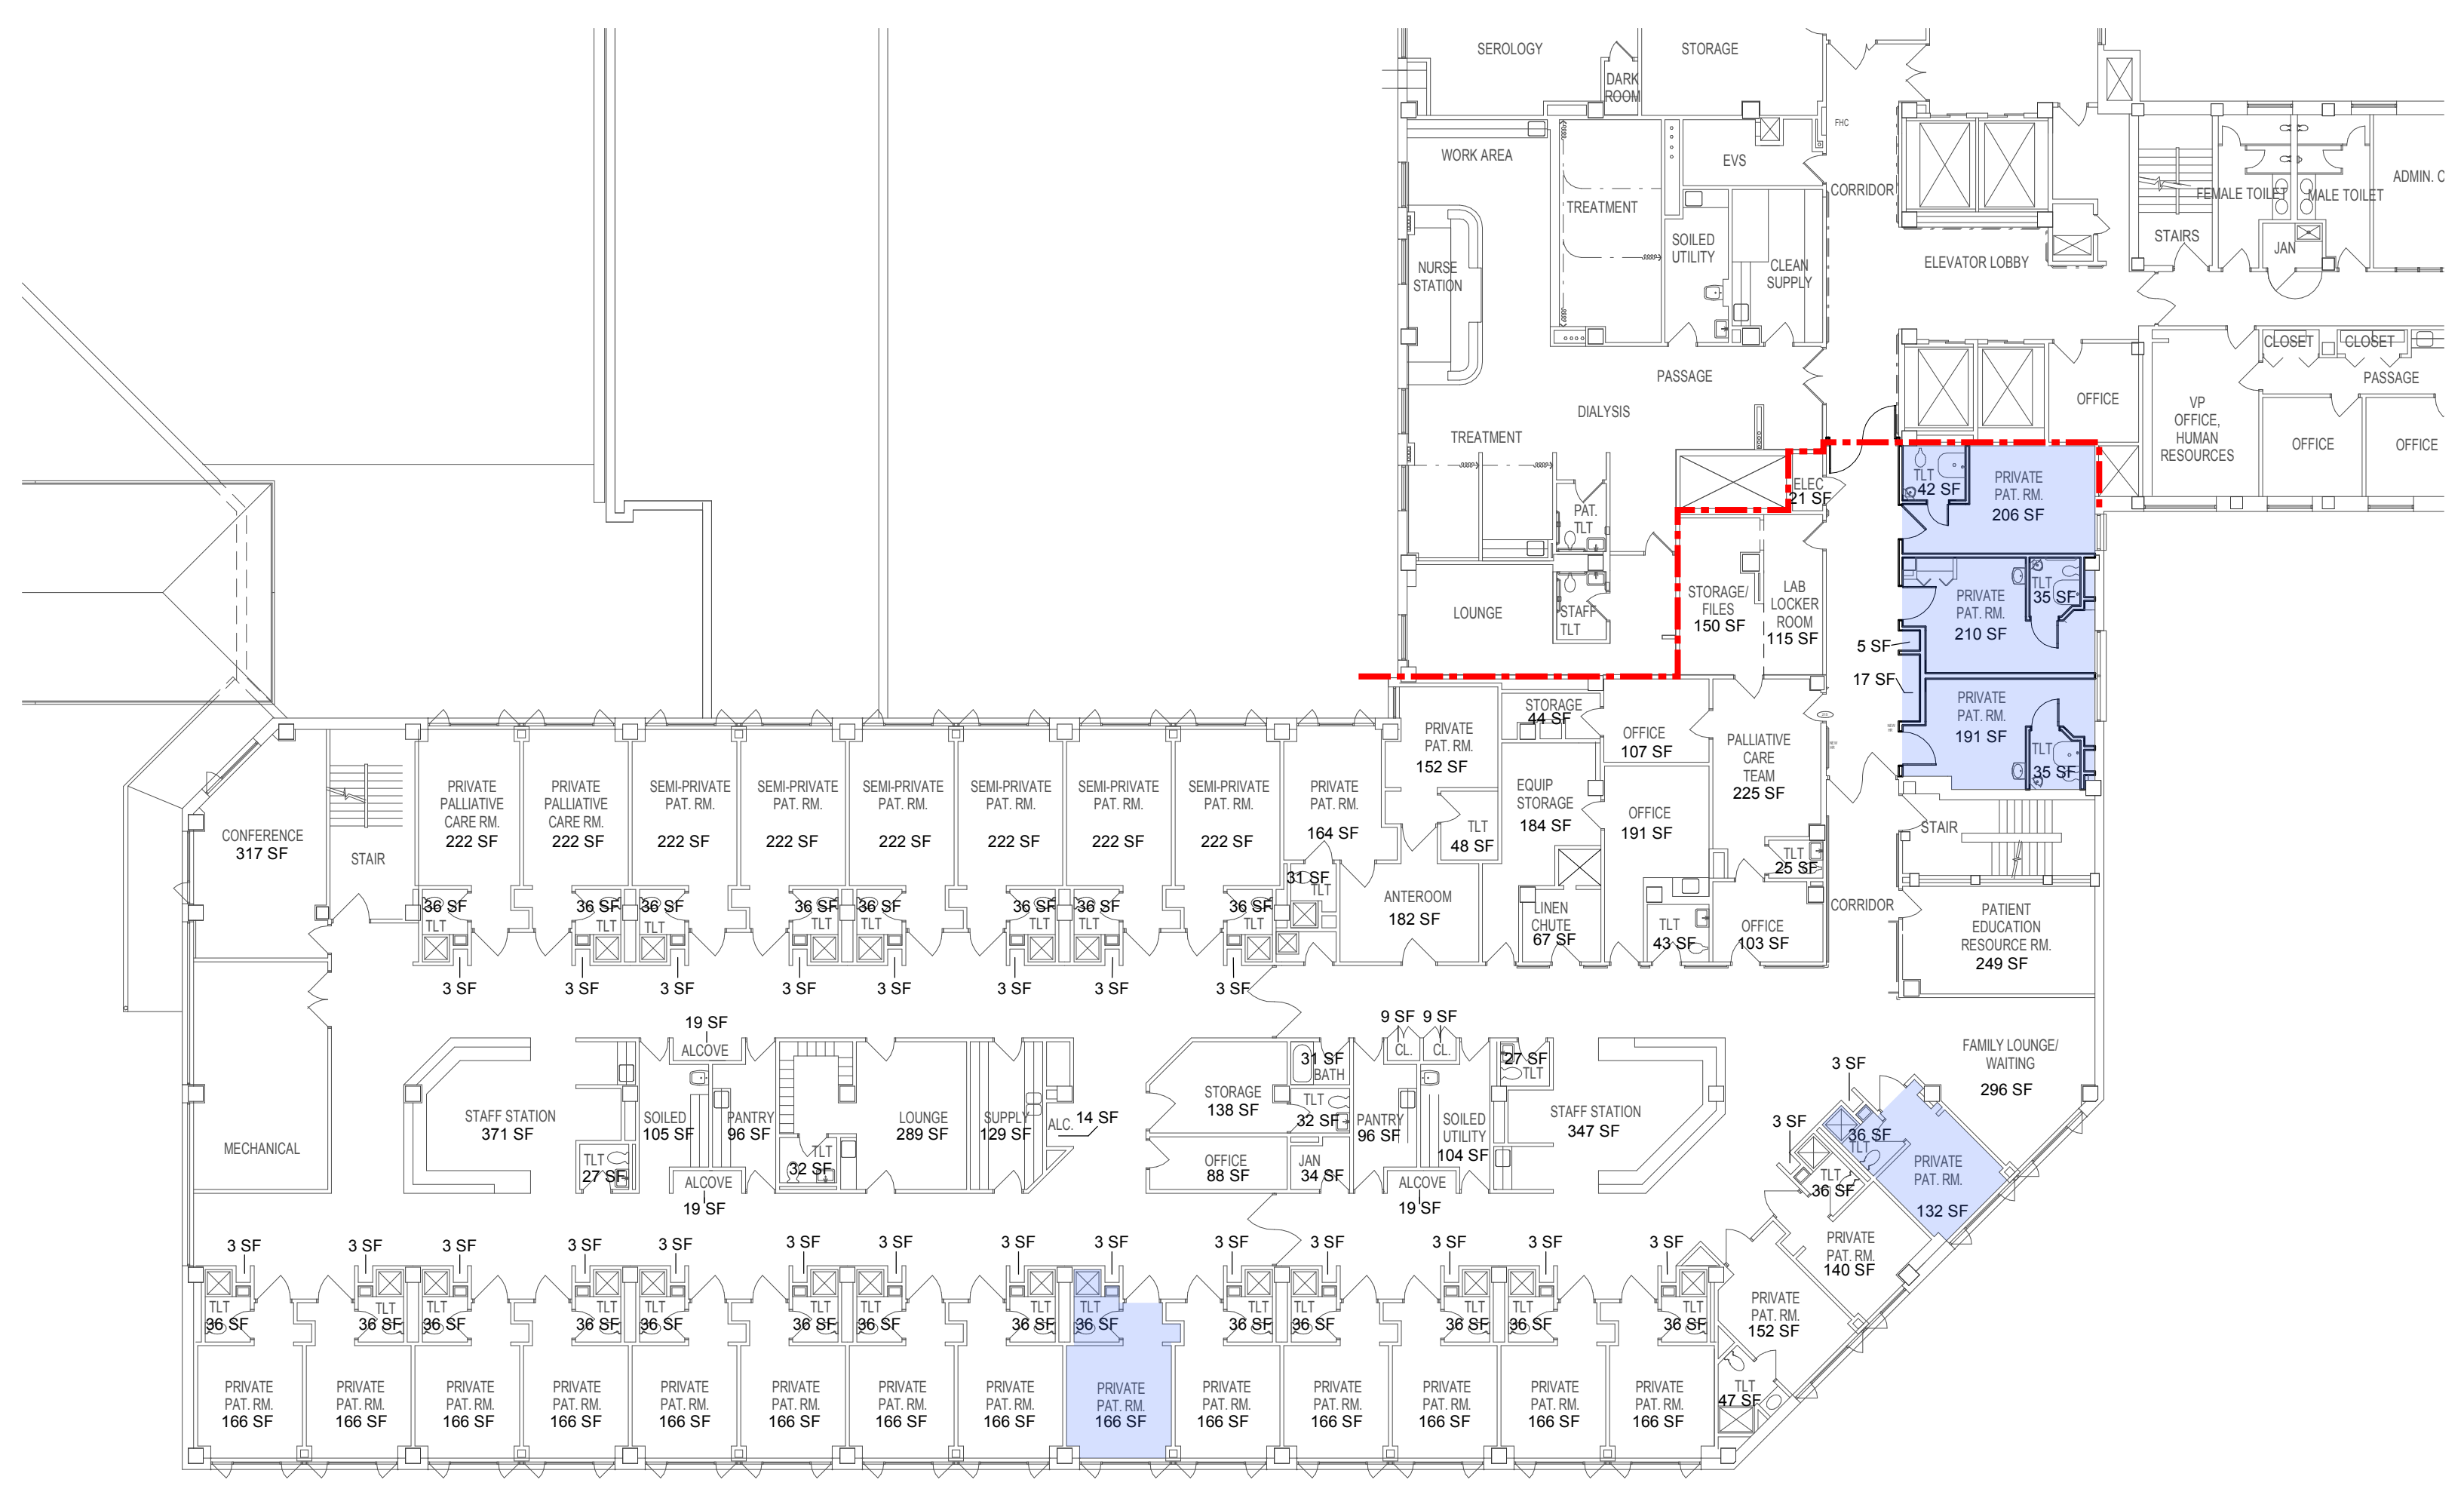 SEROLOGY
STORAGE
DARK
ROOM
WORK AREA
EVS
FHC
CORRIDOR
TREATMENT
SOILED
UTILITY
CLEAN
SUPPLY
NURSE
STATION
ELEVATOR LOBBY
STAIRS
FEMALE TOILET
MALE TOILET
JAN
ADMIN. C
PASSAGE
DIALYSIS
TREATMENT
OFFICE
VP
OFFICE,
HUMAN
RESOURCES
CLOSET
CLOSET
PASSAGE
OFFICE
OFFICE
PAT.
TLT
ELEC
21 SF
TLT
42 SF
PRIVATE
PAT. RM.
206 SF
LOUNGE
STAFF
TLT
STORAGE/
FILES
150 SF
LAB
LOCKER
ROOM
115 SF
PRIVATE
PAT. RM.
210 SF
TLT
35 SF
5 SF
17 SF
PRIVATE
PAT. RM.
191 SF
TLT
35 SF
PRIVATE
PAT. RM.
152 SF
STORAGE
44 SF
OFFICE
107 SF
PALLIATIVE
CARE
TEAM
225 SF
EQUIP
STORAGE
184 SF
OFFICE
191 SF
TLT
48 SF
TLT
25 SF
STAIR
CONFERENCE
317 SF
STAIR
PRIVATE
PALLIATIVE
CARE RM.
222 SF
PRIVATE
PALLIATIVE
CARE RM.
222 SF
SEMI-PRIVATE
PAT. RM.
222 SF
SEMI-PRIVATE
PAT. RM.
222 SF
SEMI-PRIVATE
PAT. RM.
222 SF
SEMI-PRIVATE
PAT. RM.
222 SF
SEMI-PRIVATE
PAT. RM.
222 SF
SEMI-PRIVATE
PAT. RM.
222 SF
PRIVATE
PAT. RM.
164 SF
31 SF
TLT
ANTEROOM
182 SF
LINEN
CHUTE
67 SF
TLT
43 SF
OFFICE
103 SF
CORRIDOR
PATIENT
EDUCATION
RESOURCE RM.
249 SF
36 SF
TLT
36 SF
TLT
36 SF
TLT
36 SF
TLT
36 SF
TLT
36 SF
TLT
36 SF
TLT
36 SF
TLT
3 SF
3 SF
3 SF
3 SF
3 SF
3 SF
3 SF
3 SF
MECHANICAL
STAFF STATION
371 SF
TLT
27 SF
19 SF
ALCOVE
SOILED
105 SF
PANTRY
96 SF
ALCOVE
19 SF
TLT
32 SF
LOUNGE
289 SF
SUPPLY
129 SF
ALC.
14 SF
STORAGE
138 SF
OFFICE
88 SF
31 SF
BATH
TLT
32 SF
JAN
34 SF
9 SF
9 SF
CL.
CL.
PANTRY
96 SF
SOILED
UTILITY
104 SF
ALCOVE
19 SF
27 SF
TLT
STAFF STATION
347 SF
FAMILY LOUNGE/
WAITING
296 SF
3 SF
36 SF
TLT
PRIVATE
PAT. RM.
132 SF
3 SF
TLT
36 SF
PRIVATE
PAT. RM.
140 SF
PRIVATE
PAT. RM.
152 SF
TLT
47 SF
3 SF
3 SF
3 SF
3 SF
3 SF
3 SF
3 SF
3 SF
3 SF
3 SF
3 SF
3 SF
3 SF
3 SF
TLT
36 SF
TLT
36 SF
TLT
36 SF
TLT
36 SF
TLT
36 SF
TLT
36 SF
TLT
36 SF
TLT
36 SF
TLT
36 SF
TLT
36 SF
TLT
36 SF
TLT
36 SF
TLT
36 SF
TLT
36 SF
PRIVATE
PAT. RM.
166 SF
PRIVATE
PAT. RM.
166 SF
PRIVATE
PAT. RM.
166 SF
PRIVATE
PAT. RM.
166 SF
PRIVATE
PAT. RM.
166 SF
PRIVATE
PAT. RM.
166 SF
PRIVATE
PAT. RM.
166 SF
PRIVATE
PAT. RM.
166 SF
PRIVATE
PAT. RM.
166 SF
PRIVATE
PAT. RM.
166 SF
PRIVATE
PAT. RM.
166 SF
PRIVATE
PAT. RM.
166 SF
PRIVATE
PAT. RM.
166 SF
PRIVATE
PAT. RM.
166 SF